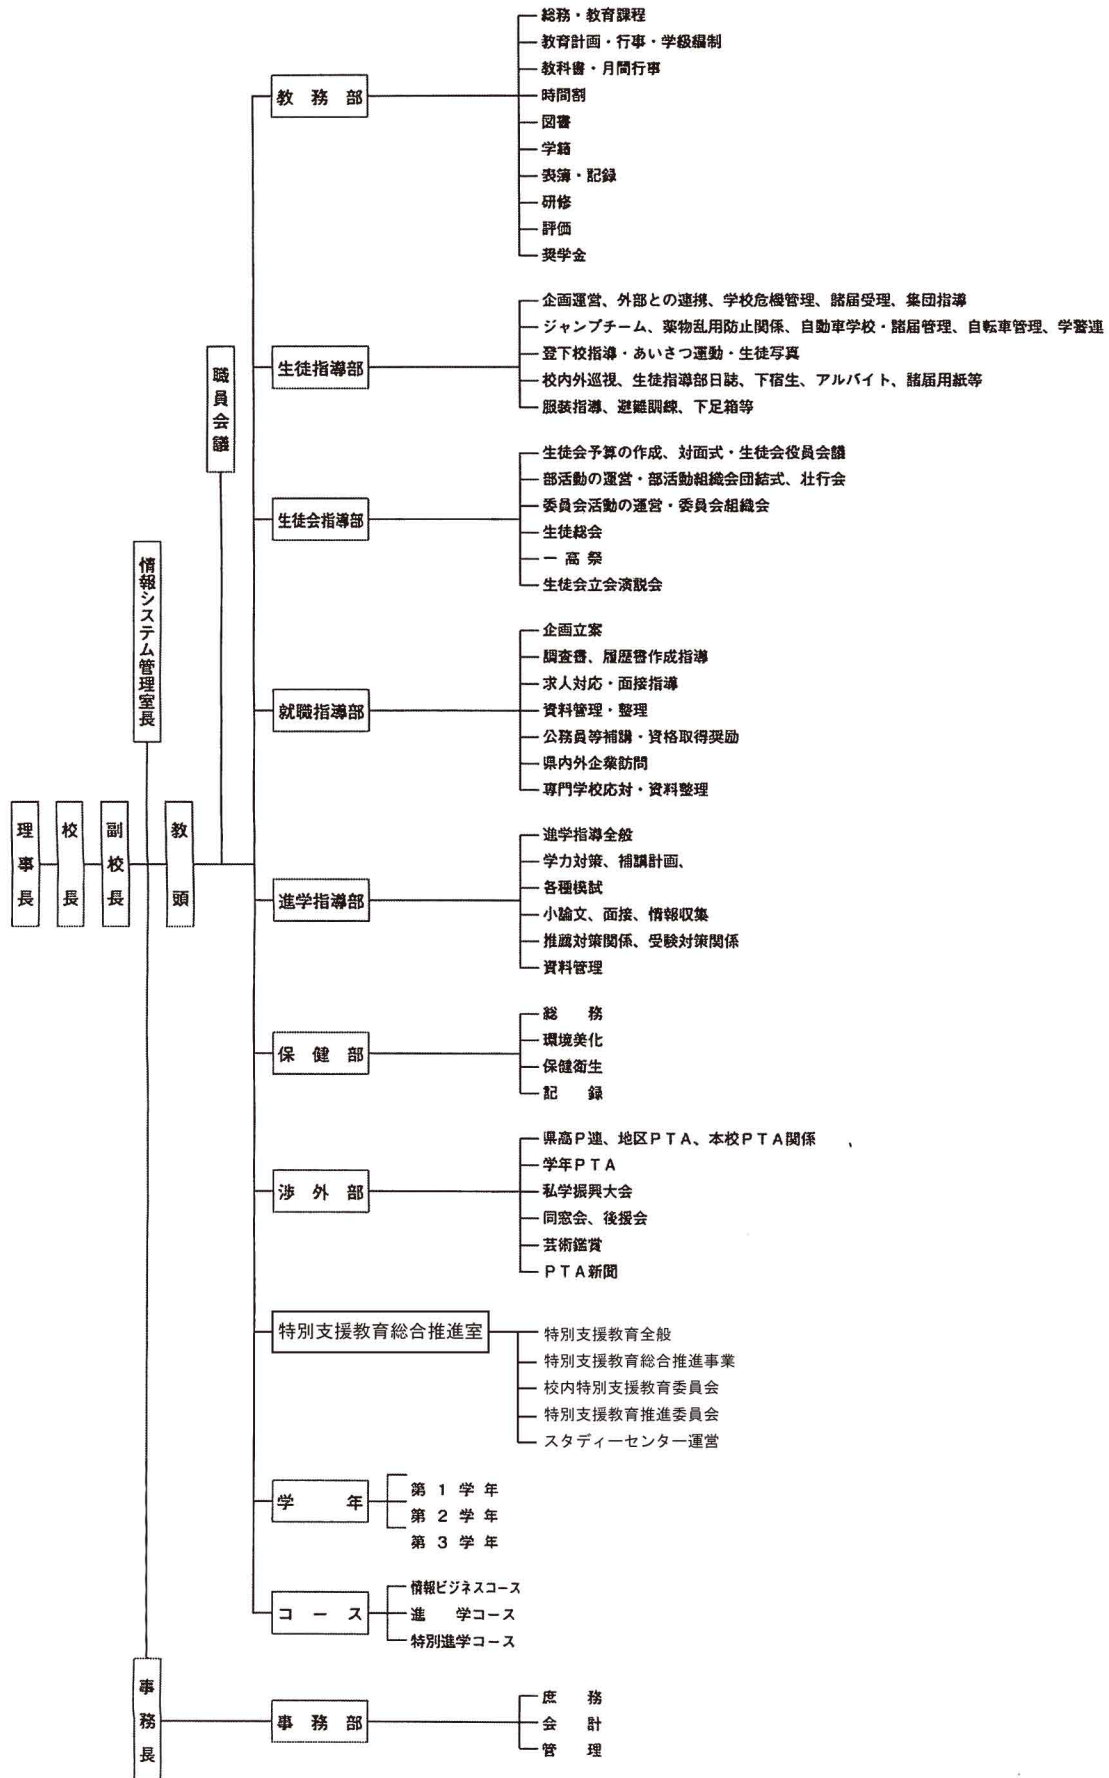 総務・教育課程
教育計画・行事・学級編制
教科書・月間行事
教務部
時間割
図書
学籍
表簿・記録
研修
評価
奨学金
企画運営、外部との連携、学校危機管理、諸届受理、集団指導
ジャンプチーム、薬物乱用防止関係、自動車学校・諸届管理、自転車管理、学警連
登下校指導・あいさつ運動・生徒写真
生徒指導部
校内外巡視、生徒指導部日誌、下宿生、アルバイト、諸届用紙等
服装指導、避難訓練、下足箱等
職員会議
生徒会予算の作成、対面式・生徒会役員会議
部活動の運営・部活動組織会団結式、壮行会
委員会活動の運営・委員会組織会
生徒会指導部
生徒総会
一高祭
生徒会立会演説会
情報システム管理室長
企画立案
調査書、履歴書作成指導
求人対応・面接指導
就職指導部
資料管理・整理
公務員等補講・資格取得奨励
県内外企業訪問
専門学校応対・資料整理
理事長
校長
副校長
教頭
進学指導全般
学力対策、補講計画、
各種模試
進学指導部
小論文、面接、情報収集
推薦対策関係、受験対策関係
資料管理
総務
環境美化
保健部
保健衛生
記録
県高P連、地区PTA、本校PTA関係
学年PTA
渉外部
私学振興大会
同窓会、後援会
芸術鑑賞
PTA新聞
特別支援教育総合推進室
特別支援教育全般
特別支援教育総合推進事業
校内特別支援教育委員会
特別支援教育推進委員会
スタディーセンター運営
学年
第1学年
第2学年
第3学年
コース
情報ビジネスコース
進学コース
特別進学コース
事務長
事務部
庶務
会計
管理